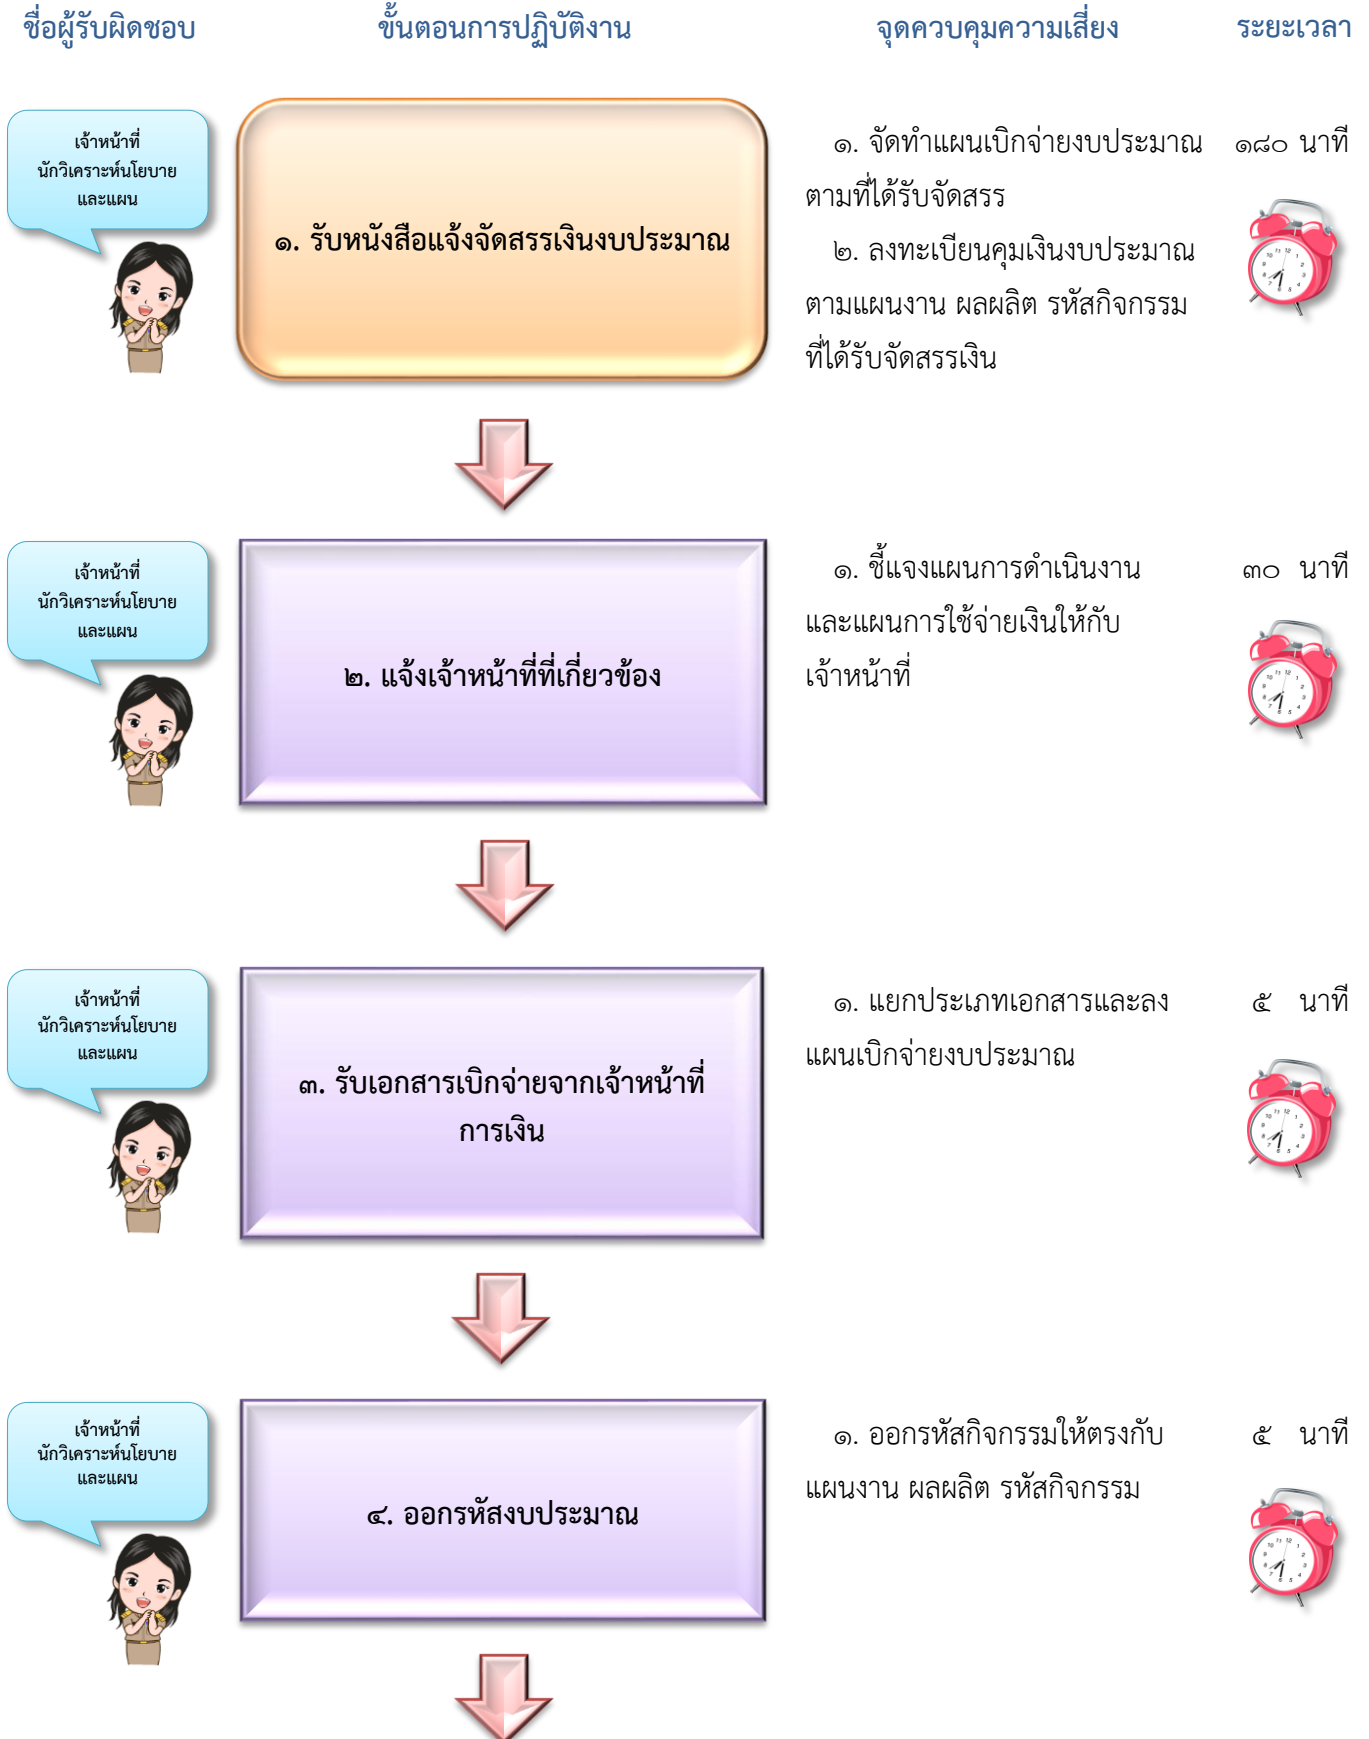 ชื่อผู้รับผิดชอบ ขั้นตอนการปฏิบัติงาน จุดควบคุมความเสี่ยง ระยะเวลา
เจ้าหน้าที่
นักวิเคราะห์นโยบาย
และแผน
๑. รับหนังสือแจ้งจัดสรรเงินงบประมาณ
๑. จัดทำแผนเบิกจ่ายงบประมาณ
ตามที่ได้รับจัดสรร
๒. ลงทะเบียนคุมเงินงบประมาณ
ตามแผนงาน ผลผลิต รหัสกิจกรรม
ที่ได้รับจัดสรรเงิน
๑๘๐ นาที
เจ้าหน้าที่
นักวิเคราะห์นโยบาย
และแผน
๒. แจ้งเจ้าหน้าที่ที่เกี่ยวข้อง
๑. ชี้แจงแผนการดำเนินงาน
และแผนการใช้จ่ายเงินให้กับ
เจ้าหน้าที่
๓๐ นาที
เจ้าหน้าที่
นักวิเคราะห์นโยบาย
และแผน
๓. รับเอกสารเบิกจ่ายจากเจ้าหน้าที่
การเงิน
๑. แยกประเภทเอกสารและลง
แผนเบิกจ่ายงบประมาณ
๕ นาที
เจ้าหน้าที่
นักวิเคราะห์นโยบาย
และแผน
๔. ออกรหัสงบประมาณ
๑. ออกรหัสกิจกรรมให้ตรงกับ
แผนงาน ผลผลิต รหัสกิจกรรม
๕ นาที